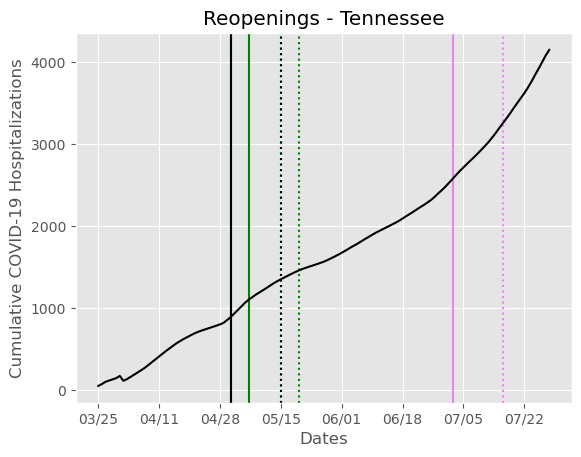 Reopenings - Tennessee
Cumulative COVID-19 Hospitalizations
4000
3000
2000
1000
0
03/25 04/11 04/28 05/15 06/01 06/18 07/05 07/22
Dates